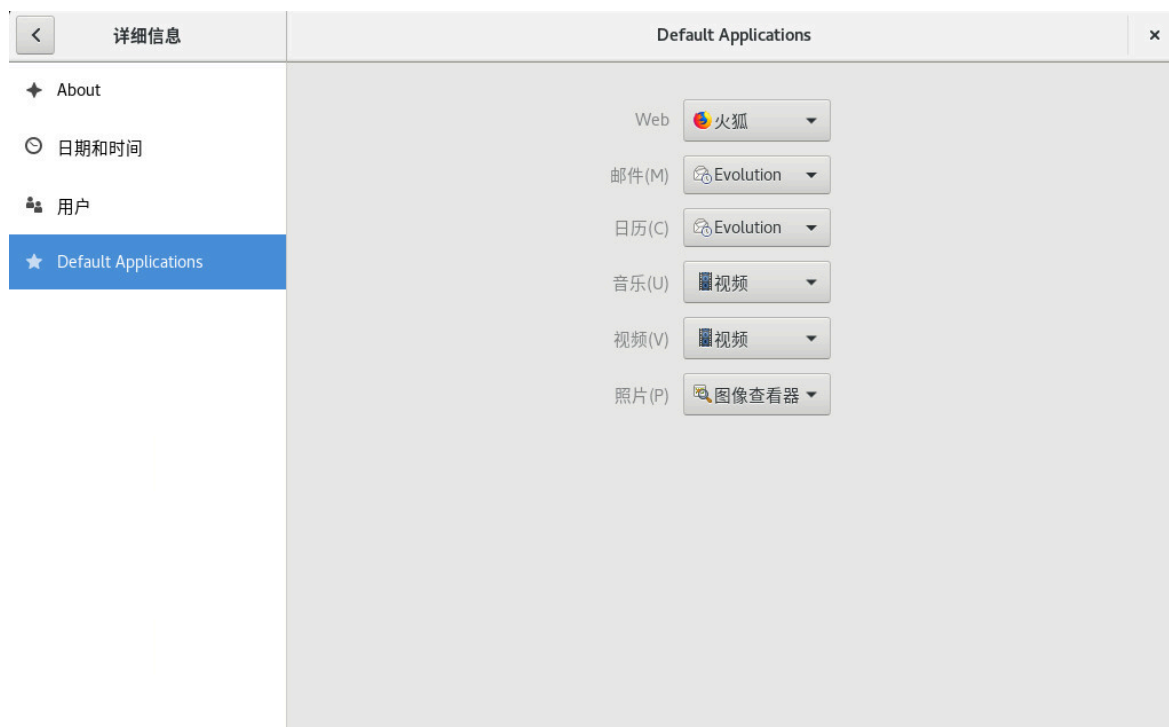 详细信息
Default Applications
About
日期和时间
用户
Default Applications
Web 火狐
邮件(M) Evolution
日历(C) Evolution
音乐(U) 视频
视频(V) 视频
照片(P) 图像查看器